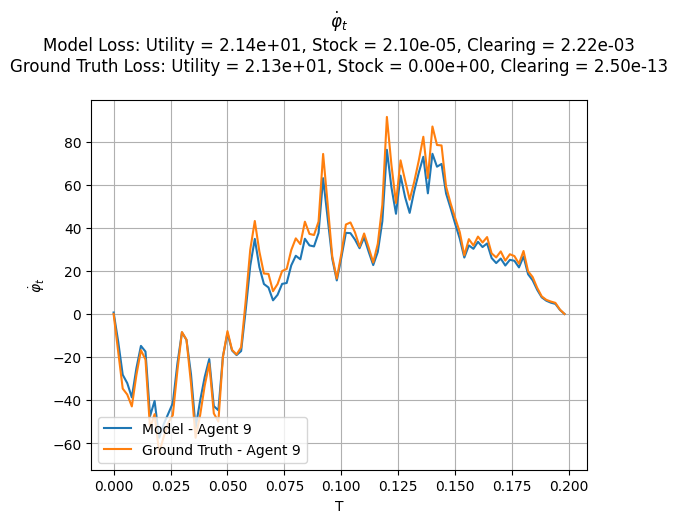 φ̇ₜ
Model Loss: Utility = 2.14e+01, Stock = 2.10e-05, Clearing = 2.22e-03
Ground Truth Loss: Utility = 2.13e+01, Stock = 0.00e+00, Clearing = 2.50e-13
80
60
40
20
0
−20
−40
−60
φ̇ₜ
Model - Agent 9
Ground Truth - Agent 9
0.000 0.025 0.050 0.075 0.100 0.125 0.150 0.175 0.200
T